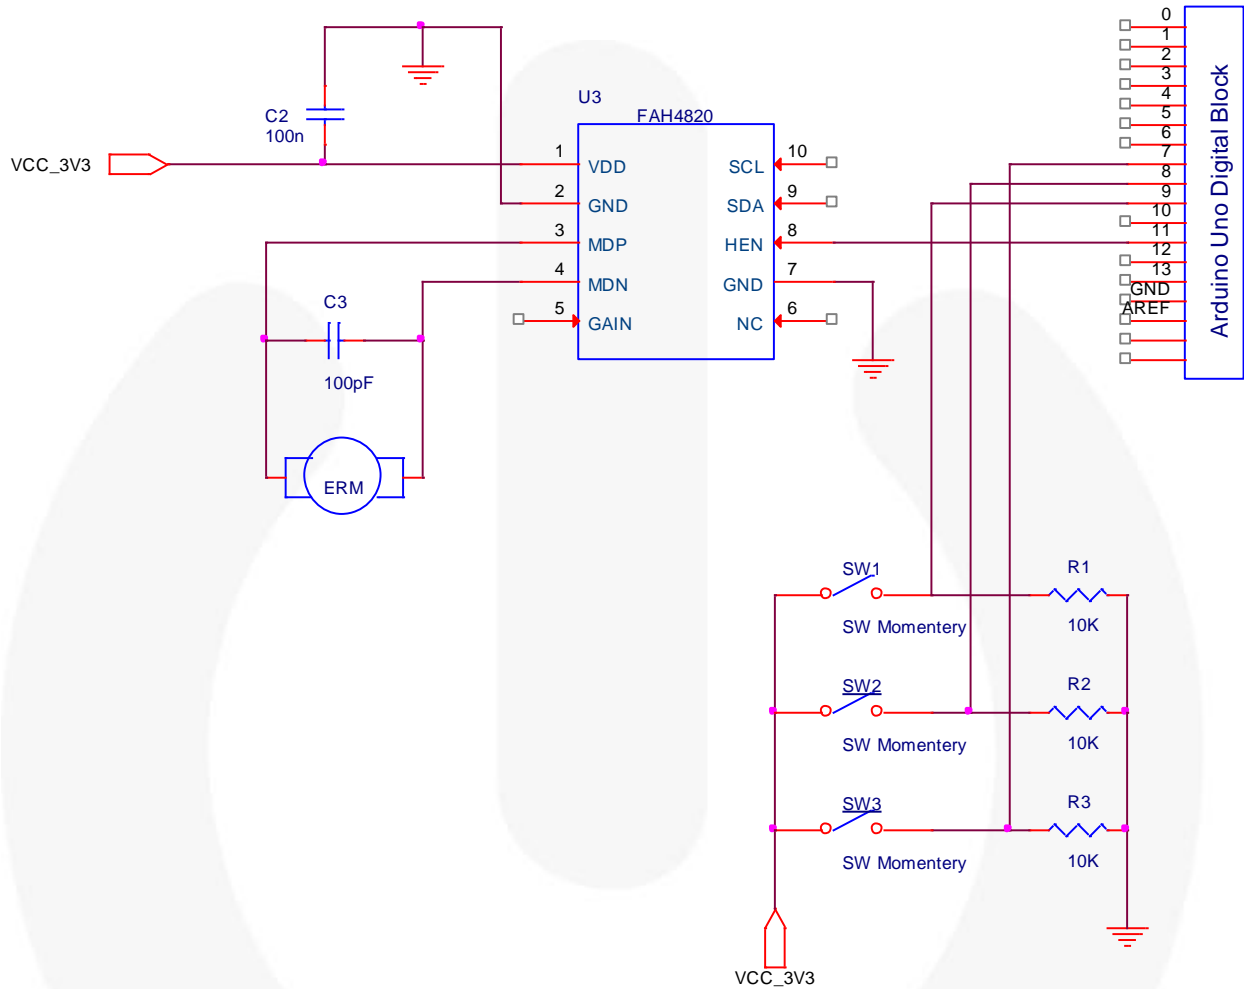 0
1
2
3
4
5
6
7
8
9
10
11
12
13
GND
AREF
Arduino Uno Digital Block
C2
100n
VCC_3V3
U3
FAH4820
1
VDD
2
GND
3
MDP
4
MDN
5
GAIN
10
SCL
9
SDA
8
HEN
7
GND
6
NC
C3
100pF
ERM
SW1
SW Momentery
R1
10K
SW2
SW Momentery
R2
10K
SW3
SW Momentery
R3
10K
VCC_3V3